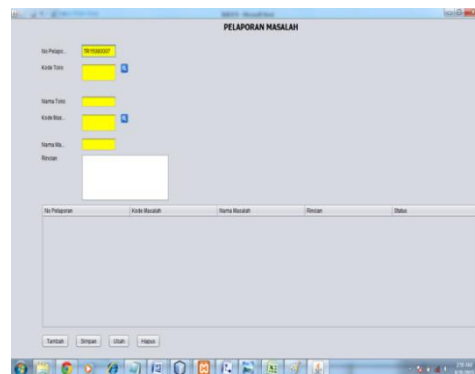 PELAPORAN MASALAH
No Pelapo...
Kode Toko
Nama Toko
Kode Mas...
Nama Ma...
Rincian
No Pelaporan Kode Masalah Nama Masalah Rincian Status
Tambah Simpan Ubah Hapus